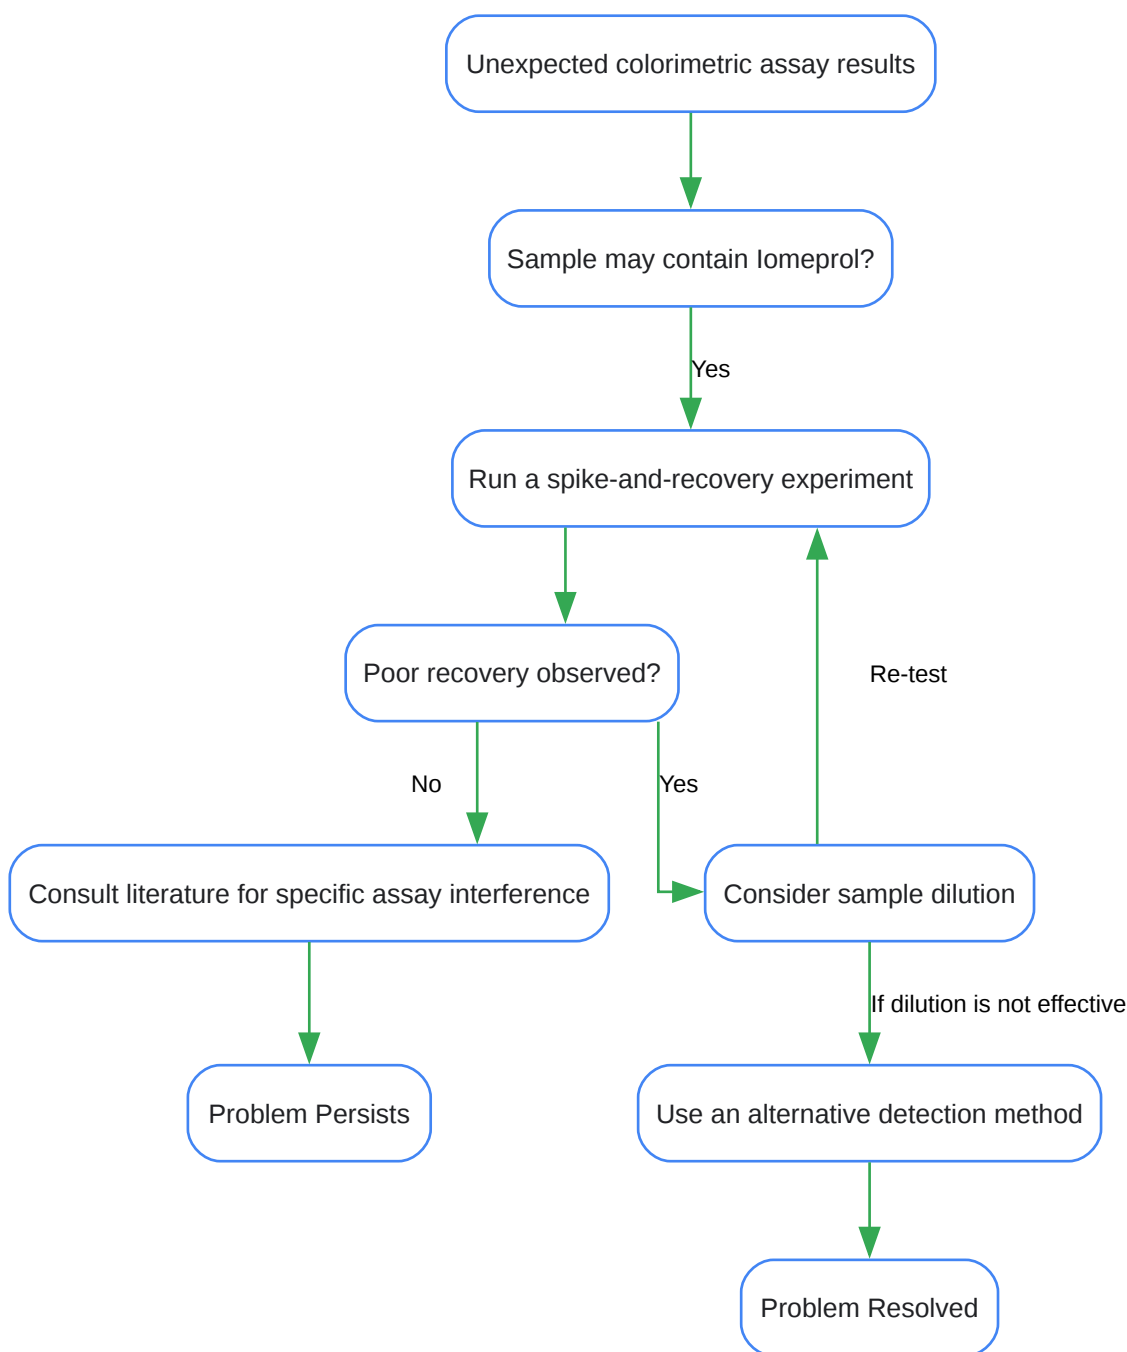 Unexpected colorimetric assay results
Sample may contain Iomeprol?
Yes
Run a spike-and-recovery experiment
Poor recovery observed?
Re-test
No
Yes
Consult literature for specific assay interference
Consider sample dilution
If dilution is not effective
Problem Persists
Use an alternative detection method
Problem Resolved